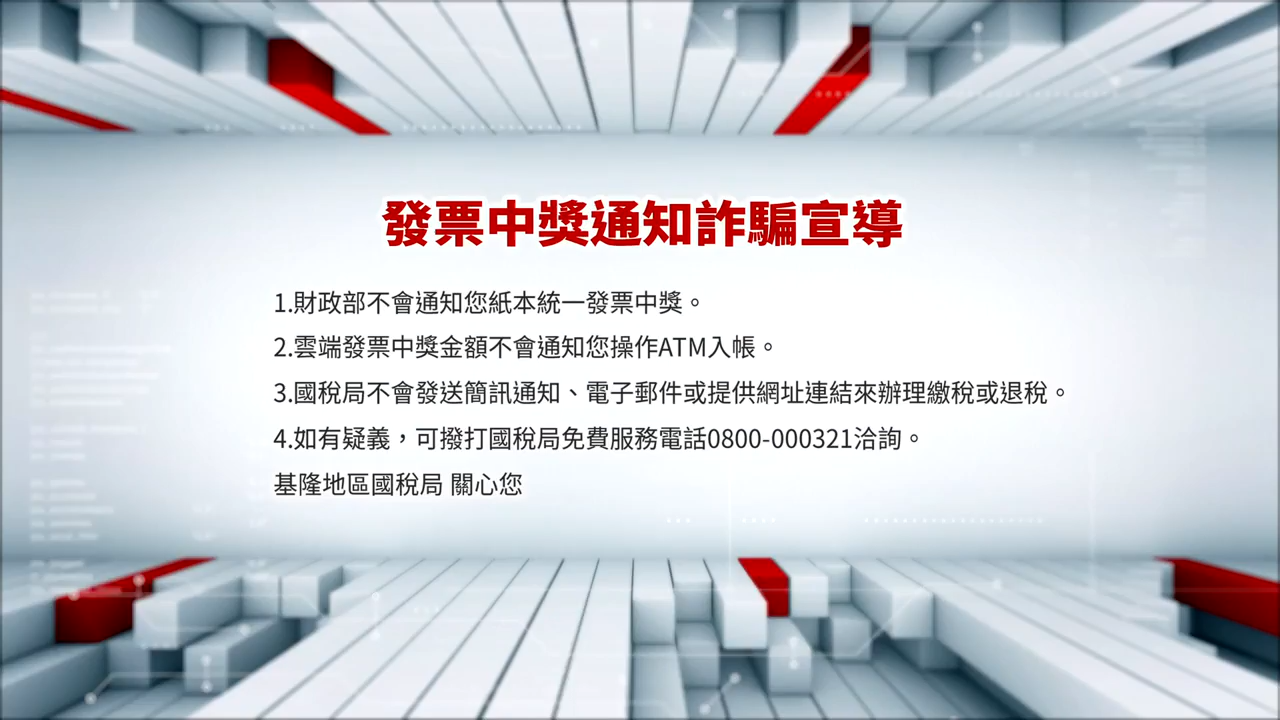 發票中獎通知詐騙宣導
1.財政部不會通知您紙本統一發票中獎。
2.雲端發票中獎金額不會通知您操作ATM入帳。
3.國稅局不會發送簡訊通知、電子郵件或提供網址連結來辦理繳稅或退稅。
4.如有疑義，可撥打國稅局免費服務電話0800-000321洽詢。
基隆地區國稅局 關心您